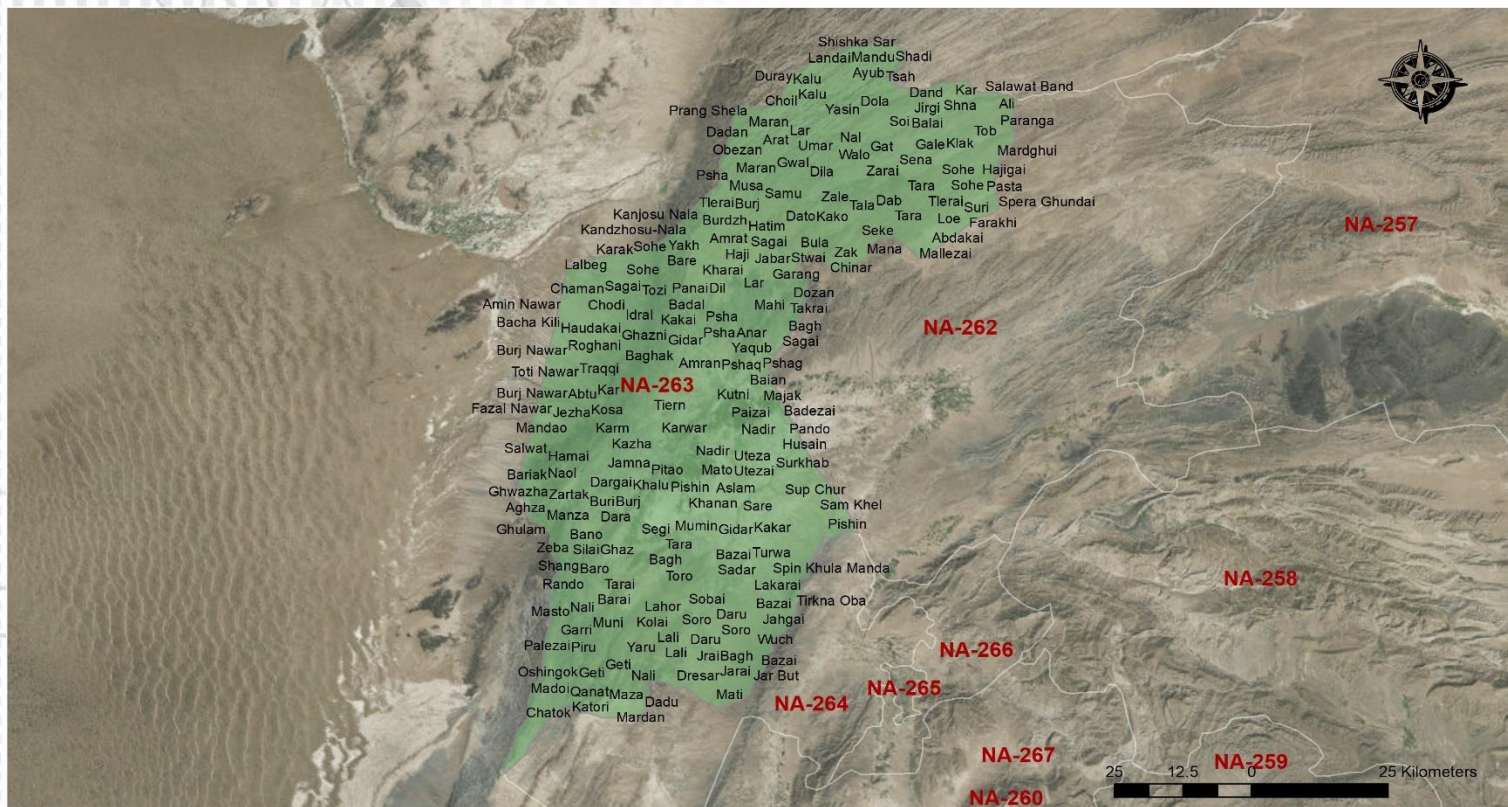 Shishka Sar
Landai Mandu Shadi
Duray Kalu Ayub Tsah
Choil Kalu Yasin Dola Dand Kar Salawat Band
Prang Shela Jirgi Shna Ali
Maran Soi Balai Paranga
Dadan Arat Lar Umar Nal Gat Gale Klak Tob
Obezan Walo Sena Mardghui
Maran Gwal Dila Zarai Sohe Hajigai
Psha Musa Samu Tara Sohe Pasta
Tlerai Burj Zale Tala Dab Tlerai Suri Spera Ghundai
Kanjosu Nala Burdzh Hatim Dato Kako Tara Loe Farakhi
Kandzhosu-Nala Amrat Sagai Bula Seke Abdakai
NA-257
Karak Sohe Yakh Haji Jabar Stwai Zak Mana Mallezai
Lalbeg Sohe Bare Kharai Garang Chinar
Chaman Sagai Tozi Panai Dil Lar Dozan
Amin Nawar Chodi Badal Mahi Takrai
Bacha Kili Haudakai Idral Kakai Psha Bagh
NA-262
Roghani Ghazni Gidar Psha Anar Sagai
Burj Nawar Baghak Yaqub
Toti Nawar Traqqi Amran Pshaq Pshag
NA-263
Baian
Burj Nawar Abtu Kar Kutni Majak
Fazal Nawar Jezha Kosa Tiern Paizai Badezai
Mandao Karm Karwar Nadir Pando
Salwat Hamai Kazha Nadir Uteza Husain
Bariak Naol Jamna Pitao Mato Utezai Surkhab
Ghwazha Zartak Dargai Khalu Pishin Aslam Sup Chur
Aghza Manza Buri Burj Khanan Sare Sam Khel
Ghulam Dara Segi Mumin Gidar Kakar Pishin
Bano Tara
Zeba Silai Ghaz Bagh Bazai Turwa
Shang Baro Toro Sadar Spin Khula Manda
NA-258
Rando Tarai Lakarai
Masto Nali Barai Lahor Sobai Bazai Tirkna Oba
Garri Muni Kolai Soro Daru Jahgai
Palezai Piru Yaru Lali Daru Soro Wuch
NA-266
Geti Lali Jrai Bagh Bazai
Oshingok Geti Nali Dresar Jarai Jar But
Madoi Qanat Maza Dadu Mati
NA-264 NA-265
Chatok Katori Mardan
NA-267 NA-259
25 12.5 0 25 Kilometers
NA-260